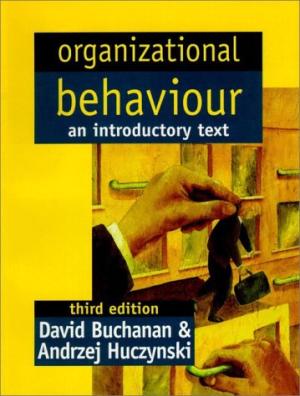 organizational
behaviour
an introductory text
third edition
David Buchanan &
Andrzej Huczynski